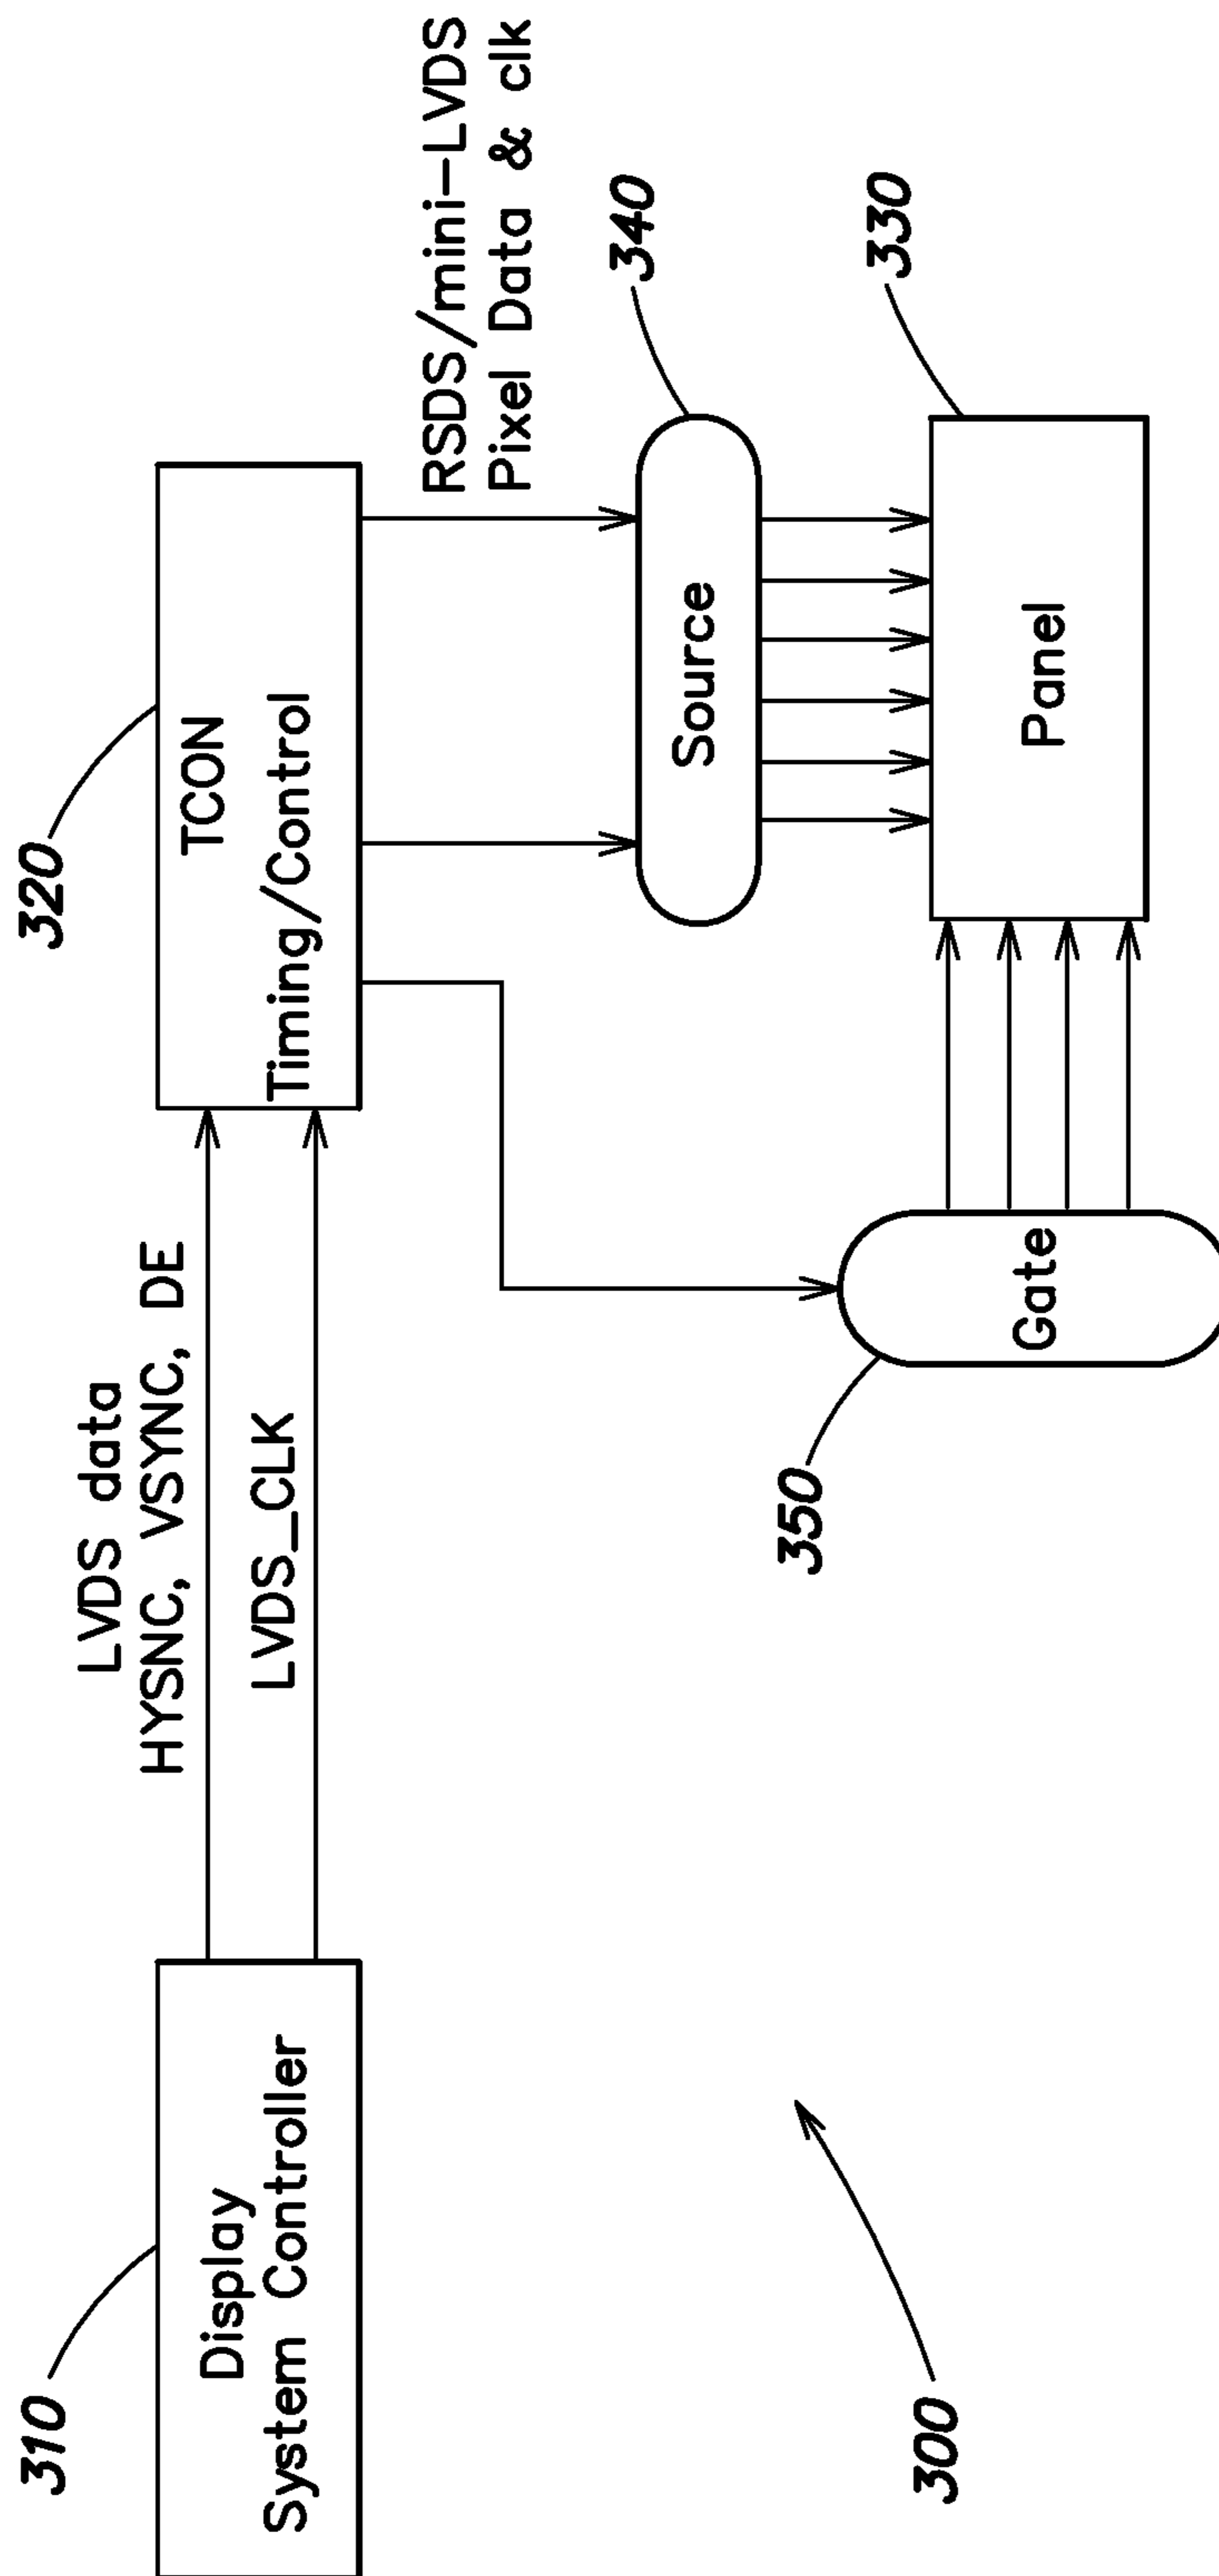 310
Display
System Controller
LVDS data
HYSNC, VSYNC, DE
LVDS_CLK
320
TCON
Timing/Control
RSDS/mini-LVDS
Pixel Data & clk
340
Source
330
Panel
350
Gate
300